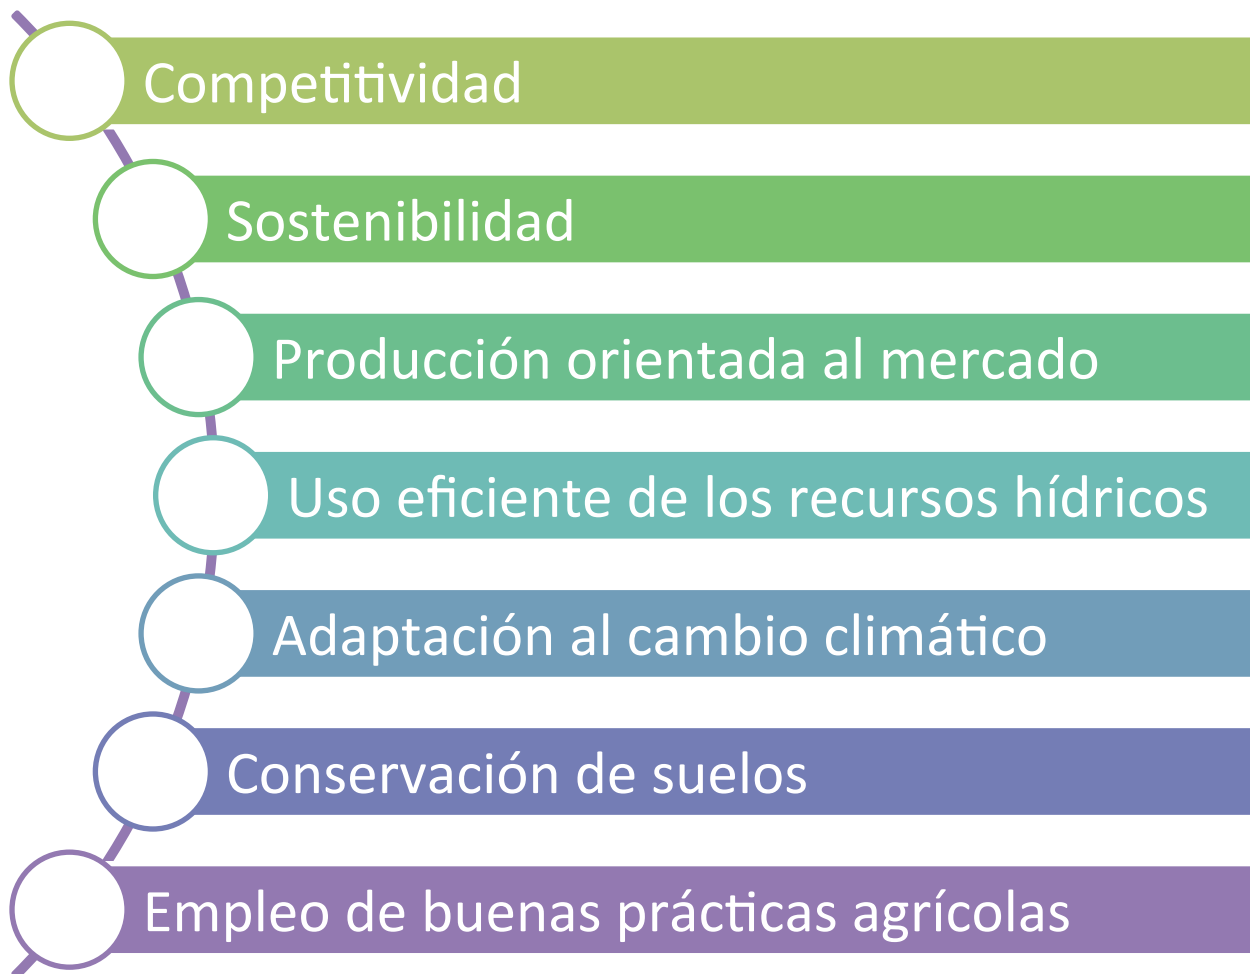 Competitividad
Sostenibilidad
Producción orientada al mercado
Uso eficiente de los recursos hídricos
Adaptación al cambio climático
Conservación de suelos
Empleo de buenas prácticas agrícolas